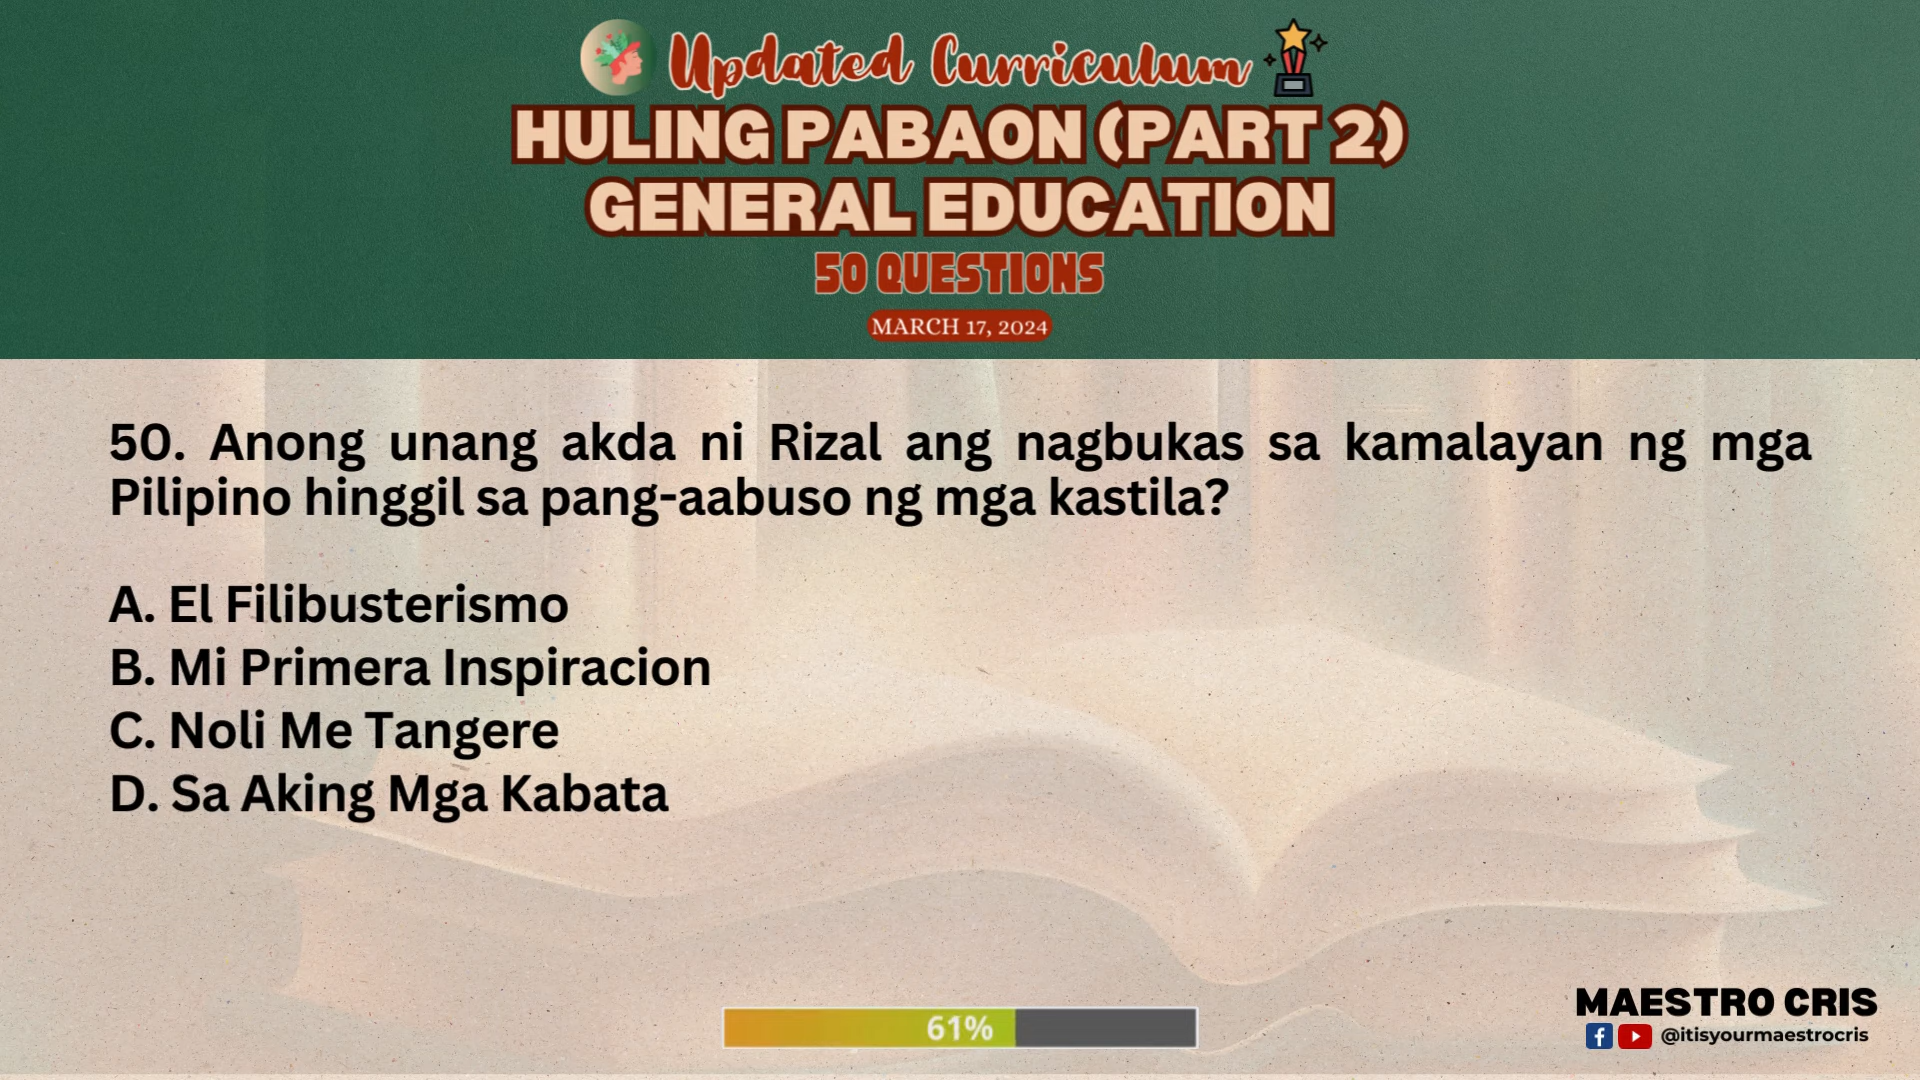 Updated Curriculum
HULING PABAON (PART 2)
GENERAL EDUCATION
50 QUESTIONS
MARCH 17, 2024
50. Anong unang akda ni Rizal ang nagbukas sa kamalayan ng mga
Pilipino hinggil sa pang-aabuso ng mga kastila?
A. El Filibusterismo
B. Mi Primera Inspiracion
C. Noli Me Tangere
D. Sa Aking Mga Kabata
61%
MAESTRO CRIS
@itisyourmaestrocris